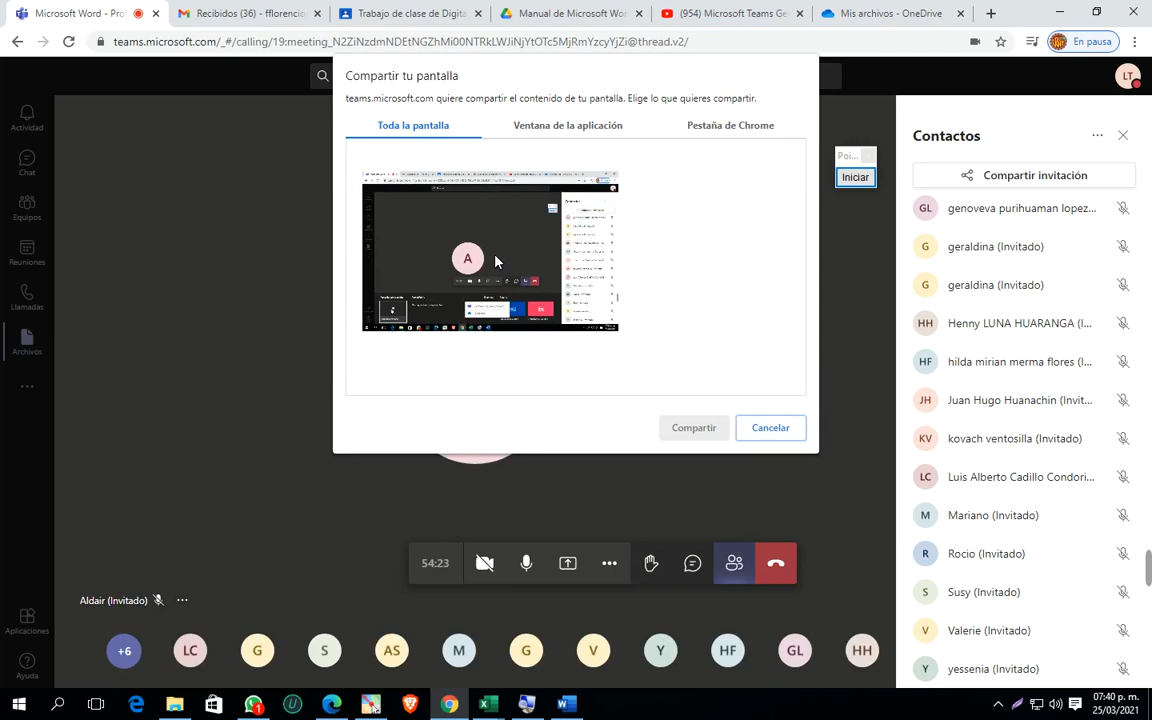 Microsoft Word - Pro
Recibidos (36) - fflorencio
Trabajo de clase de Digita
Manual de Microsoft Wor
(954) Microsoft Teams Ge
Mis archivos - OneDrive
teams.microsoft.com/_#/calling/19:meeting_N2ZiNzdmNDEtNGZhMi00NTRkLWJiNjYtOTc5MjRmYzcyYjZi@thread.v2/
En pausa
LT
Compartir tu pantalla
teams.microsoft.com quiere compartir el contenido de tu pantalla. Elige lo que quieres compartir.
Toda la pantalla
Ventana de la aplicación
Pestaña de Chrome
A
Compartir
Cancelar
Poi...
Iniciar
Actividad
Chat
Equipos
Reuniones
Llamadas
Archivos
Aplicaciones
Ayuda
Contactos
Compartir invitación
GL genoveva purihuaman lopez...
G geraldina (Invitado)
G geraldina (Invitado)
HH Henny LUNA HUARANGA (I...
HF hilda mirian merma flores (I...
JH Juan Hugo Huanachin (Invit...
KV kovach ventosilla (Invitado)
LC Luis Alberto Cadillo Condori...
M Mariano (Invitado)
R Rocio (Invitado)
S Susy (Invitado)
V Valerie (Invitado)
Y yessenia (Invitado)
54:23
Aldair (Invitado)
+6 LC G S AS M G V Y HF GL HH
07:40 p. m.
25/03/2021